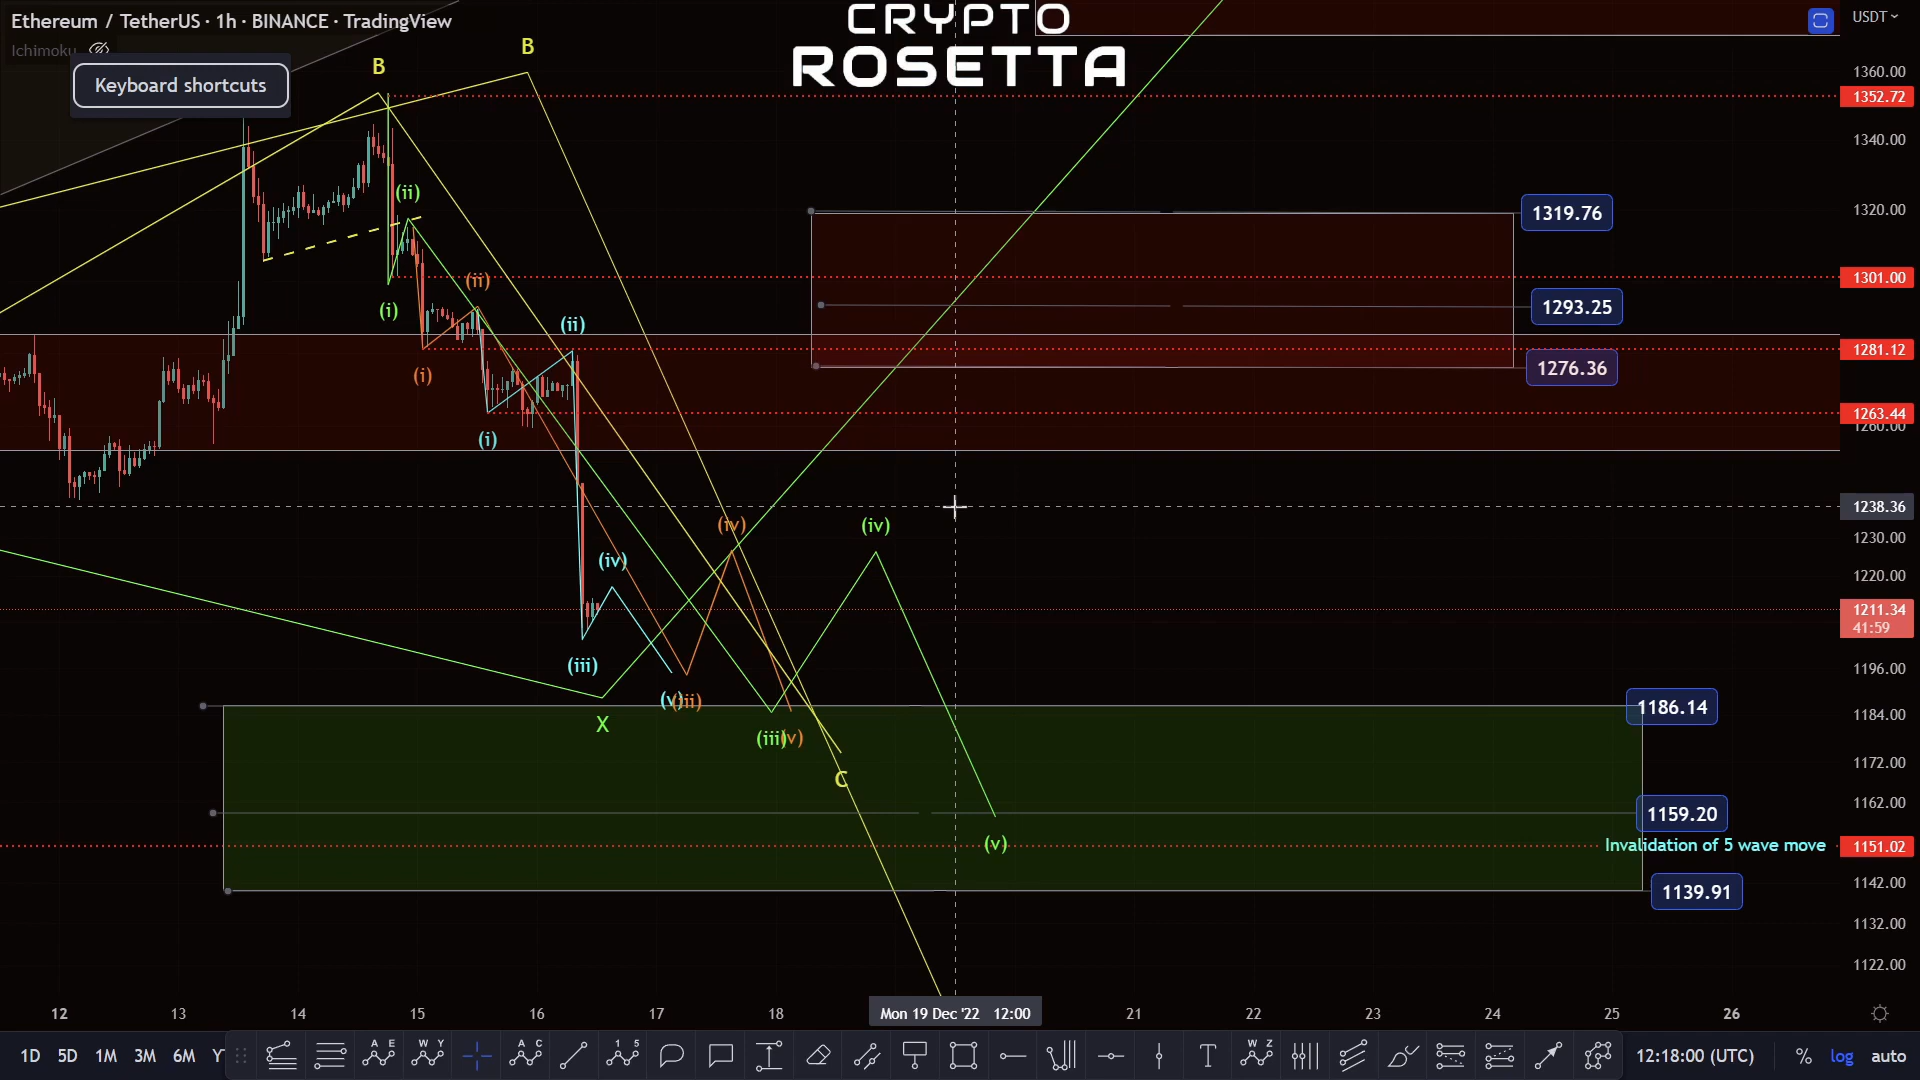 Ethereum / TetherUS · 1h · BINANCE · TradingView
Ichimoku
Keyboard shortcuts
CRYPTO
ROSETTA
USDT
B
B
(ii)
(i)
(ii)
(i)
(ii)
(i)
(iv)
(iii)
(iv)
(iv)
X
C
(v)
1319.76
1293.25
1276.36
1186.14
1159.20
Invalidation of 5 wave move
1139.91
1360.00
1352.72
1340.00
1320.00
1301.00
1281.12
1263.44
1260.00
1238.36
1230.00
1220.00
1211.34
41:59
1196.00
1184.00
1172.00
1162.00
1151.02
1142.00
1132.00
1122.00
12
13
14
15
16
17
18
Mon 19 Dec '22 12:00
21
22
23
24
25
26
1D
5D
1M
3M
6M
A E
W Y
A C
1 5
T
W Z
12:18:00 (UTC)
%
log
auto